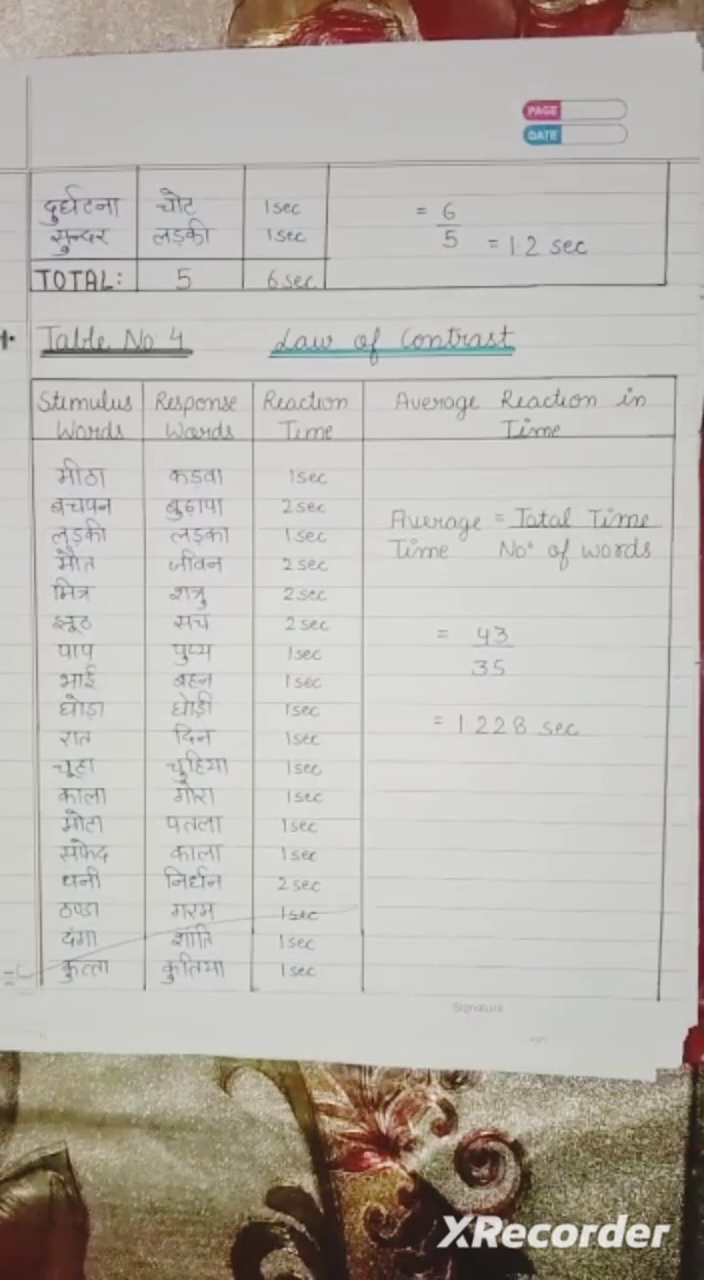 PAGE
DATE
दुर्घटना चोट 1sec = 6
सुन्दर लड़की 1sec 5 = 1.2 sec
TOTAL: 5 6sec
Table No 4 Law of Contrast
Stimulus Response Reaction Average Reaction in
Words Words Time Time
मीठा कड़वा 1sec
बचपन बुढ़ापा 2sec
लड़की लड़का 1sec Average = Total Time
मौत जीवन 2sec Time No. of words
मित्र शत्रु 2sec
झूठ सच 2sec = 43
पाप पुण्य 1sec 35
भाई बहन 1sec
घोड़ा घोड़ी 1sec = 1.228 sec
रात दिन 1sec
चूहा चुहिया 1sec
काला गोरा 1sec
मोटा पतला 1sec
सफेद काला 1sec
धनी निर्धन 2sec
ठण्डा गरम 1sec
दंगा शांति 1sec
कुत्ता कुतिया 1sec
Signature
XRecorder